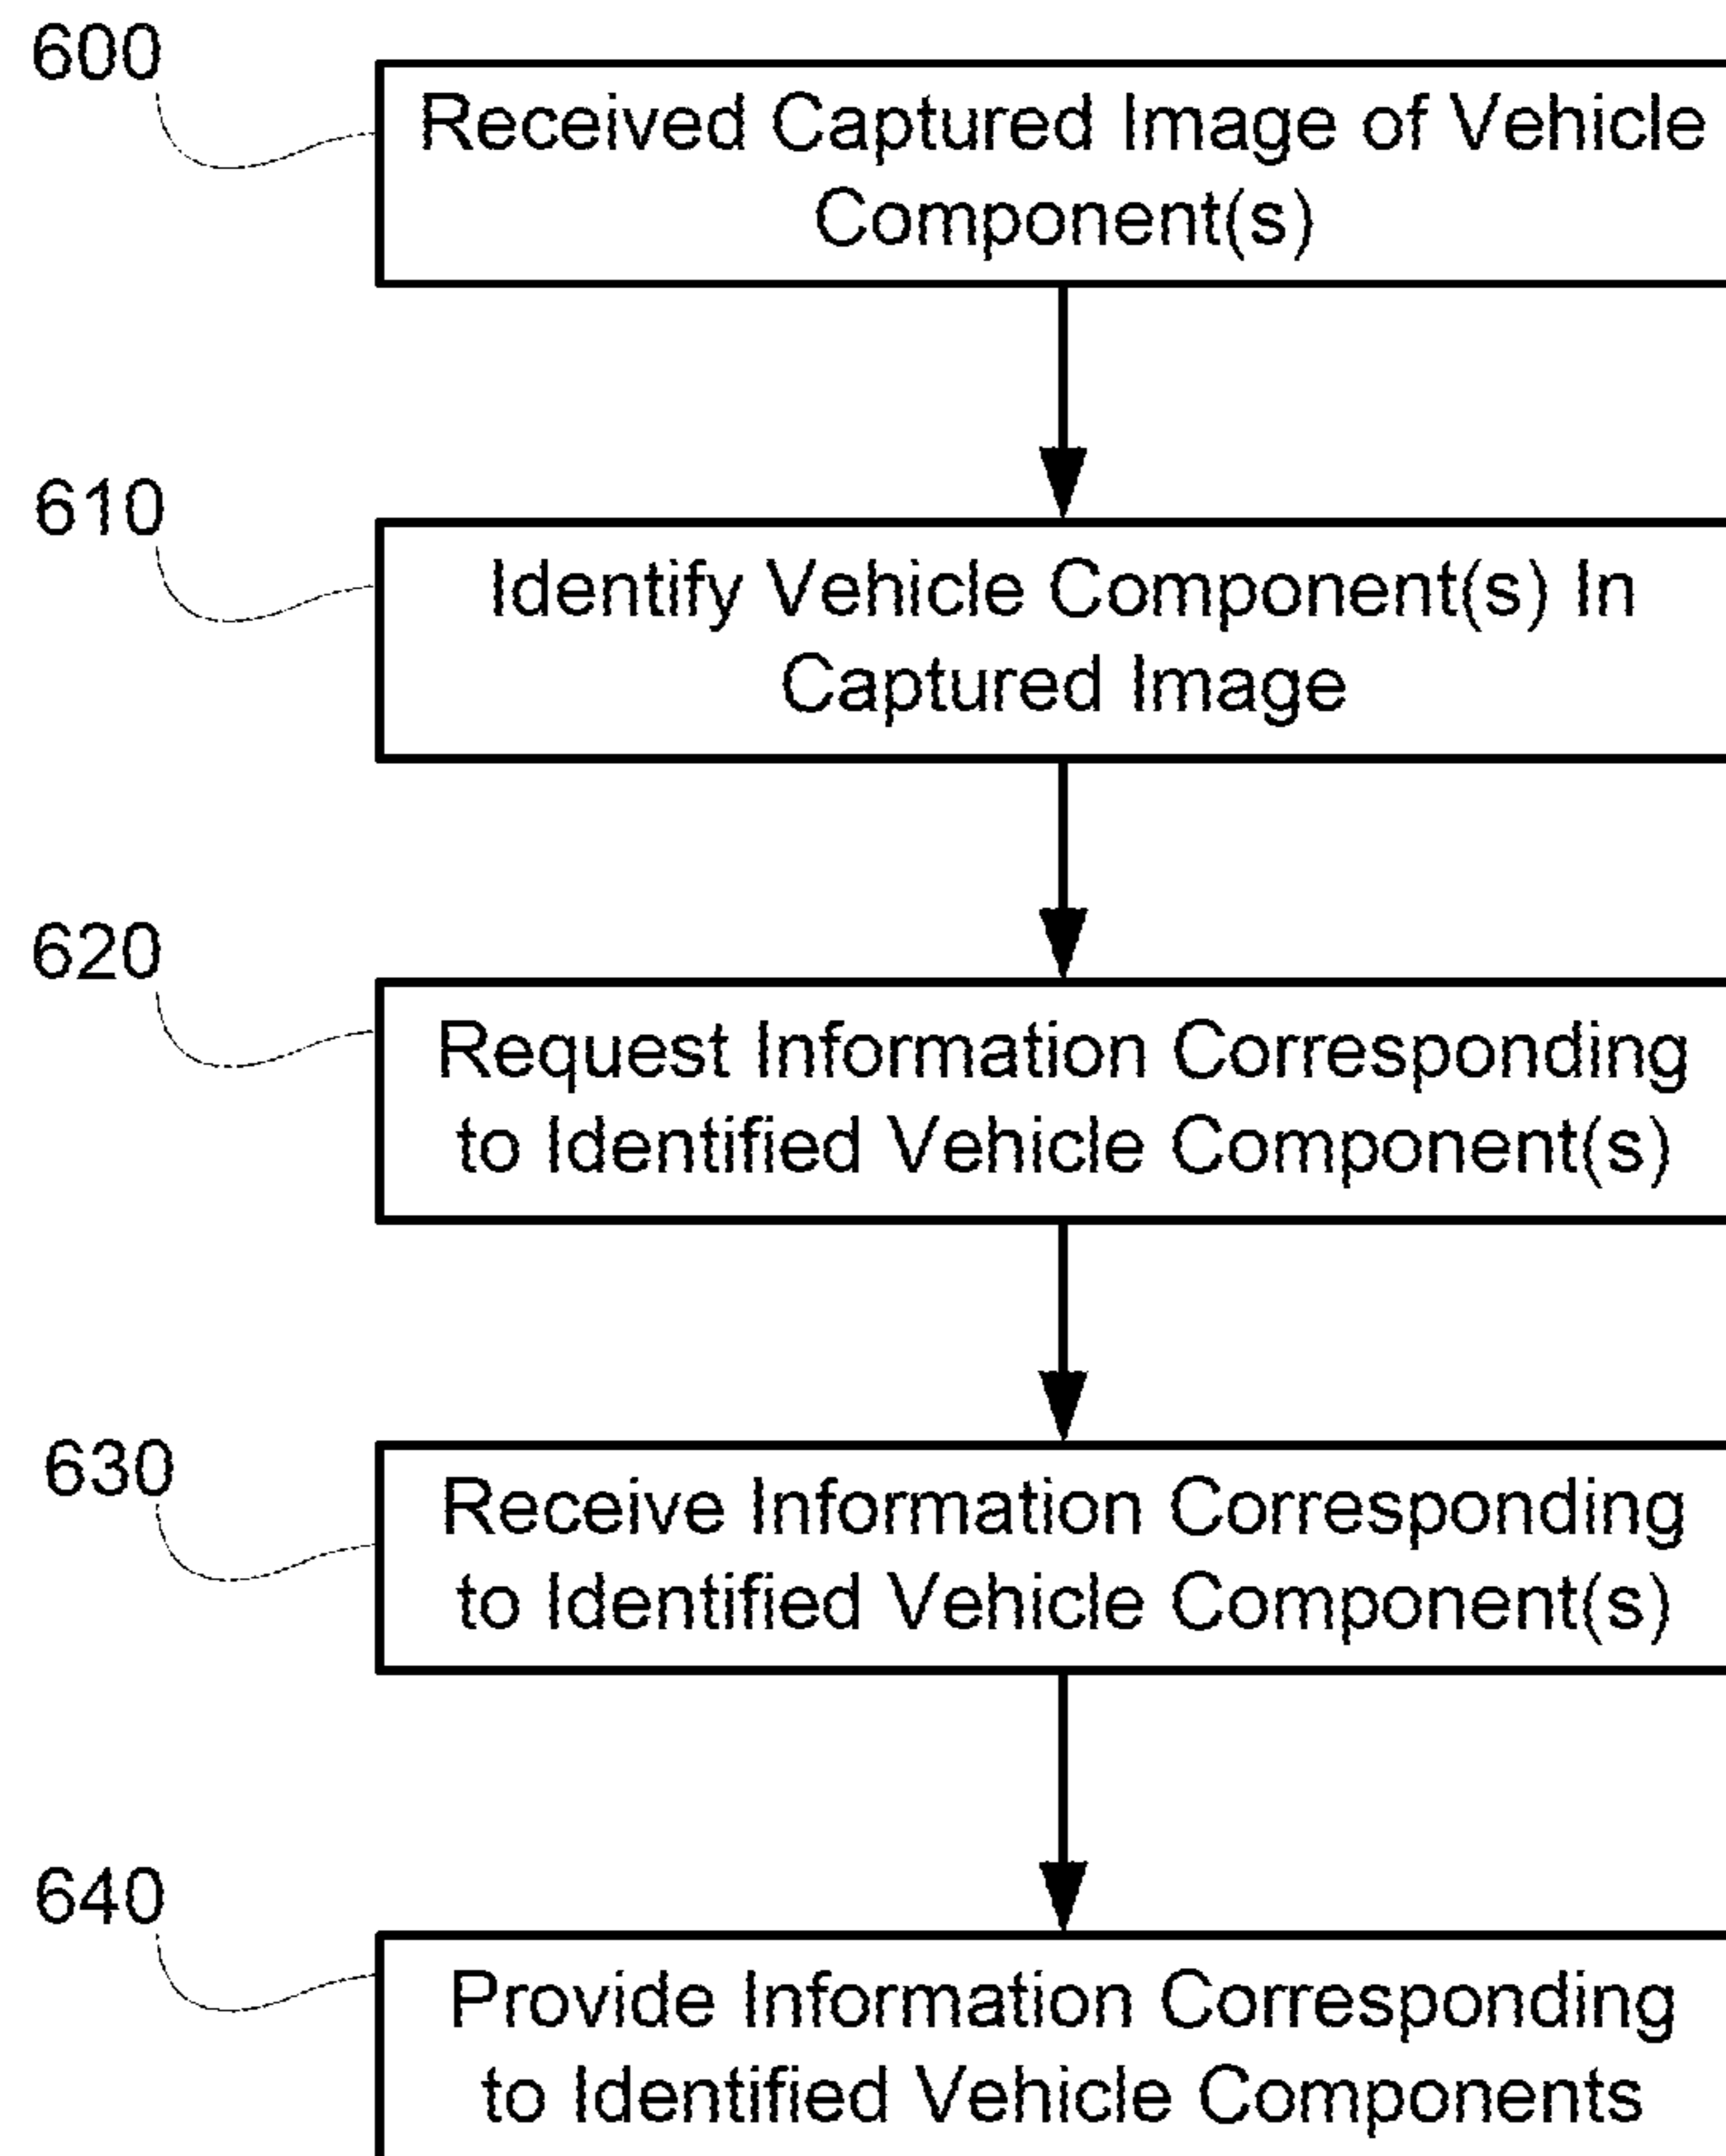 600
Received Captured Image of Vehicle
Component(s)
610
Identify Vehicle Component(s) In
Captured Image
620
Request Information Corresponding
to Identified Vehicle Component(s)
630
Receive Information Corresponding
to Identified Vehicle Component(s)
640
Provide Information Corresponding
to Identified Vehicle Components